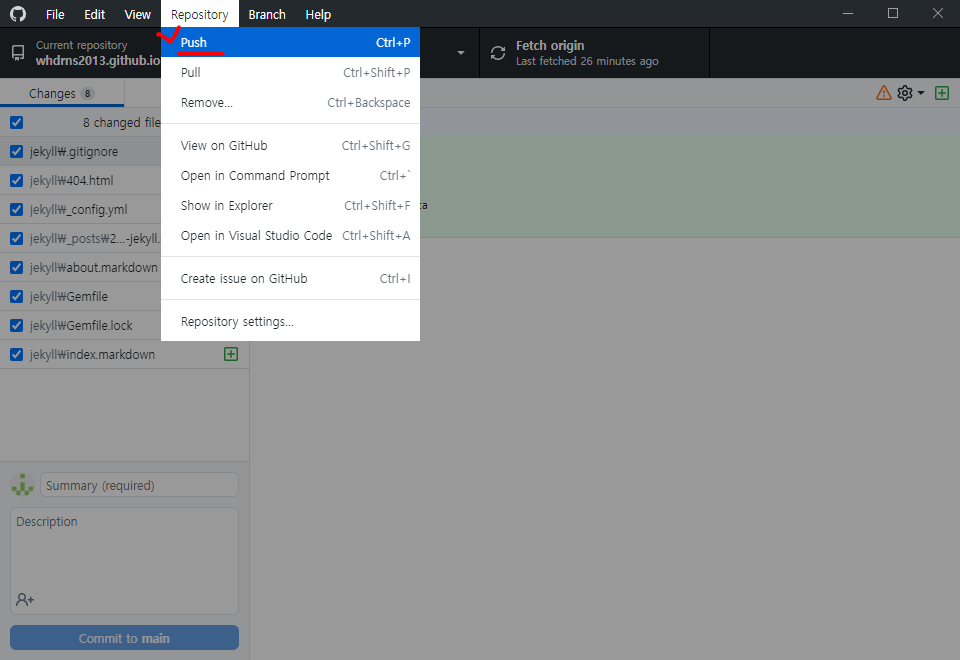 File Edit View Repository Branch Help
Current repository
whdrns2013.github.io
Fetch origin
Last fetched 26 minutes ago
Push Ctrl+P
Pull Ctrl+Shift+P
Remove... Ctrl+Backspace
View on GitHub Ctrl+Shift+G
Open in Command Prompt Ctrl+`
Show in Explorer Ctrl+Shift+F
Open in Visual Studio Code Ctrl+Shift+A
Create issue on GitHub Ctrl+I
Repository settings...
Changes 8
8 changed file
jekyll₩.gitignore
jekyll₩404.html
jekyll₩_config.yml
jekyll₩_posts₩2...-jekyll.
jekyll₩about.markdown
jekyll₩Gemfile
jekyll₩Gemfile.lock
jekyll₩index.markdown
Summary (required)
Description
Commit to main